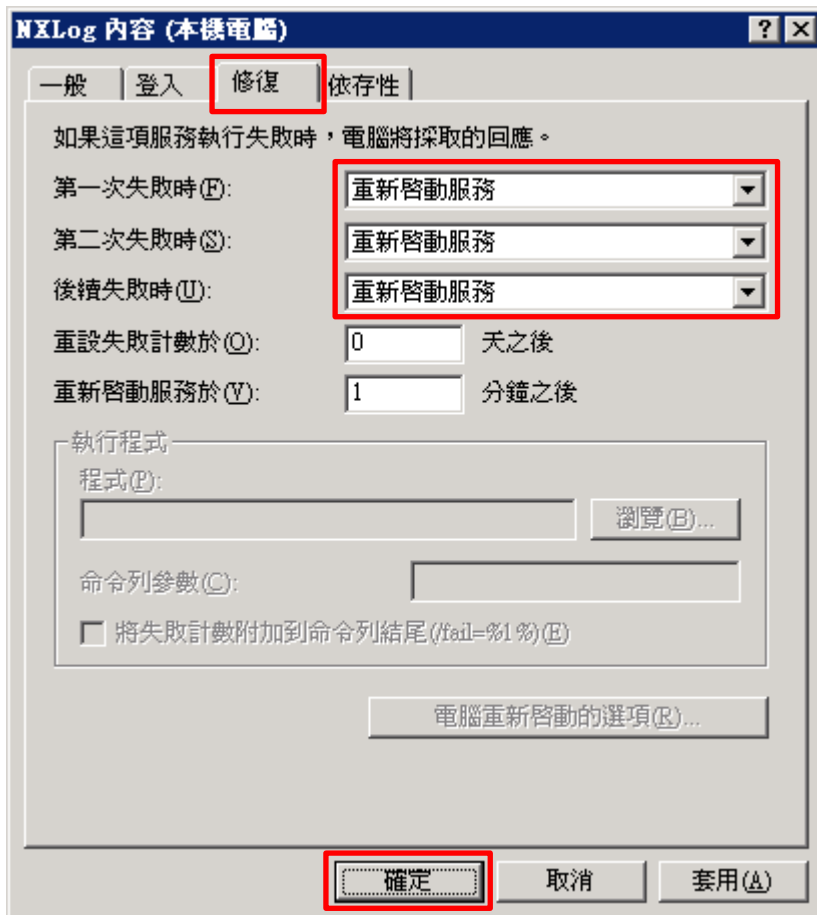 NXLog 內容 (本機電腦)
一般 登入 修復 依存性
如果這項服務執行失敗時，電腦將採取的回應。
第一次失敗時(F): 重新啓動服務
第二次失敗時(S): 重新啓動服務
後續失敗時(U): 重新啓動服務
重設失敗計數於(O): 0 天之後
重新啓動服務於(V): 1 分鐘之後
執行程式
程式(P):
瀏覽(B)...
命令列參數(C):
將失敗計數附加到命令列結尾(/fail=%1%)(E)
電腦重新啓動的選項(R)...
確定 取消 套用(A)